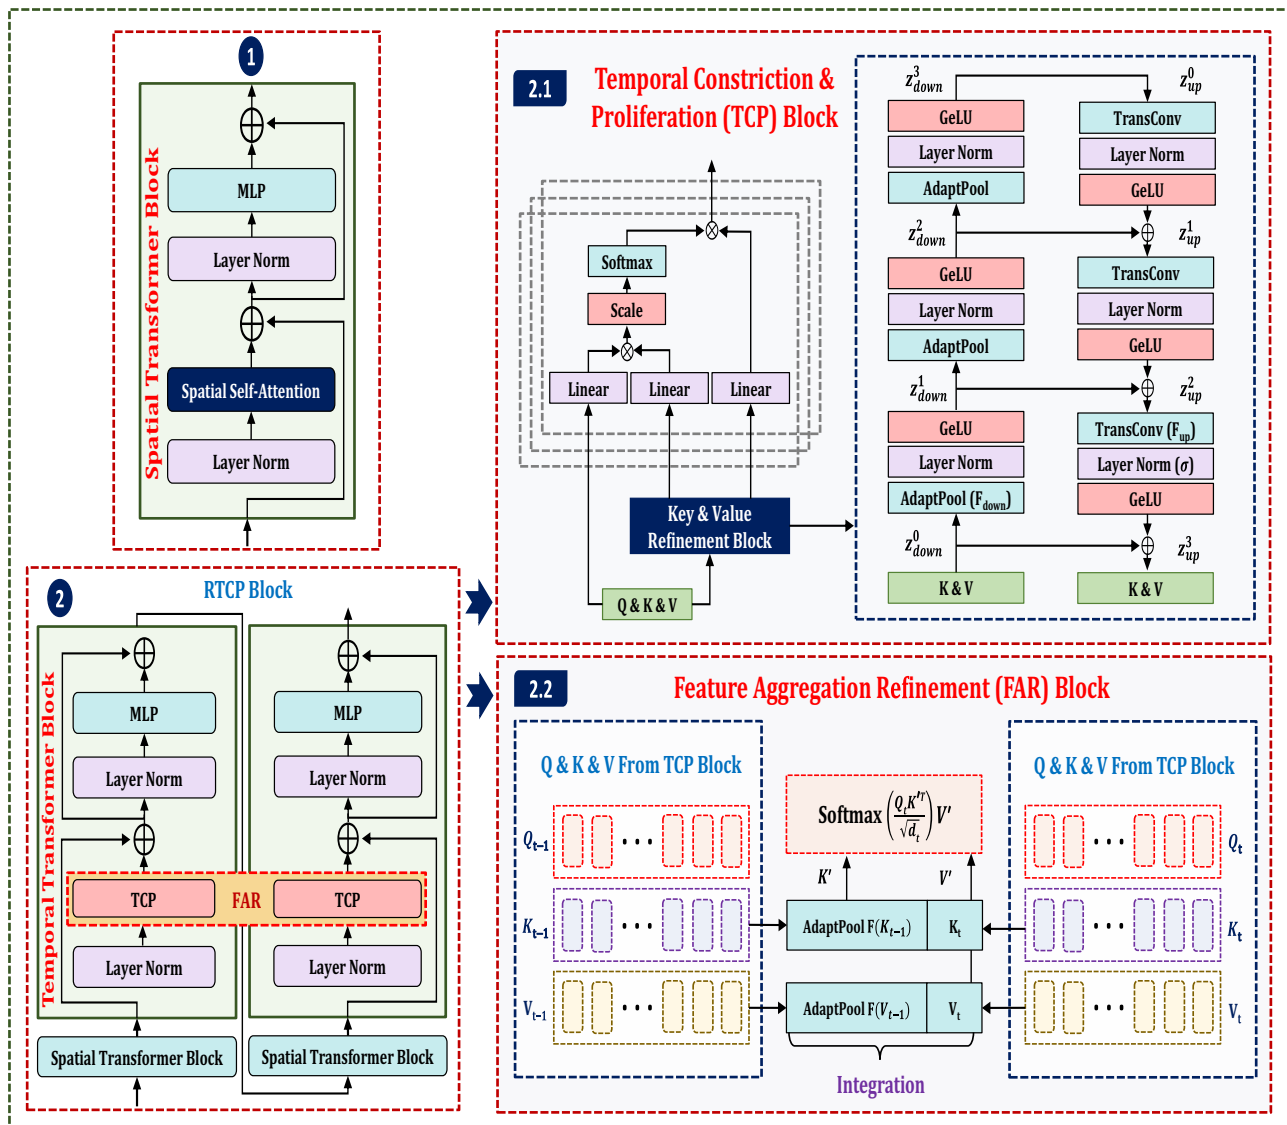 1
Spatial Transformer Block
MLP
Layer Norm
Spatial Self-Attention
Layer Norm
2
RTCP Block
Temporal Transformer Block
MLP
Layer Norm
TCP
Layer Norm
Spatial Transformer Block
FAR
MLP
Layer Norm
TCP
Layer Norm
Spatial Transformer Block
2.1
Temporal Constriction &
Proliferation (TCP) Block
Softmax
Scale
Linear
Linear
Linear
Key & Value
Refinement Block
Q & K & V
z³down
GeLU
Layer Norm
AdaptPool
z²down
GeLU
Layer Norm
AdaptPool
z¹down
GeLU
Layer Norm
AdaptPool (Fdown)
z⁰down
K & V
z⁰up
TransConv
Layer Norm
GeLU
z¹up
TransConv
Layer Norm
GeLU
z²up
TransConv (Fup)
Layer Norm (σ)
GeLU
z³up
K & V
2.2
Feature Aggregation Refinement (FAR) Block
Q & K & V From TCP Block
Qt−1
Kt−1
Vt−1
Softmax (QtK′ᵀ / √dt) V′
K′ V′
AdaptPool F(Kt−1) Kt
AdaptPool F(Vt−1) Vt
Integration
Q & K & V From TCP Block
Qt
Kt
Vt